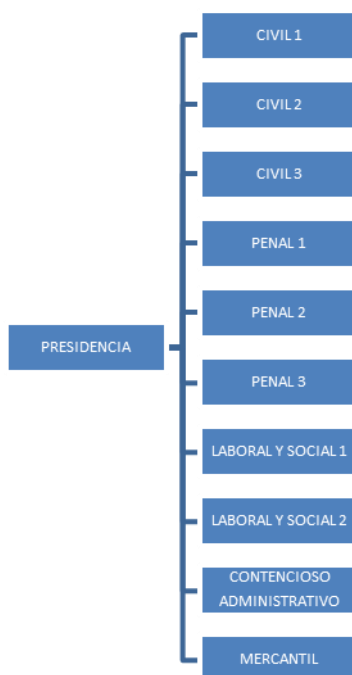 CIVIL 1
CIVIL 2
CIVIL 3
PENAL 1
PENAL 2
PRESIDENCIA
PENAL 3
LABORAL Y SOCIAL 1
LABORAL Y SOCIAL 2
CONTENCIOSO
ADMINISTRATIVO
MERCANTIL